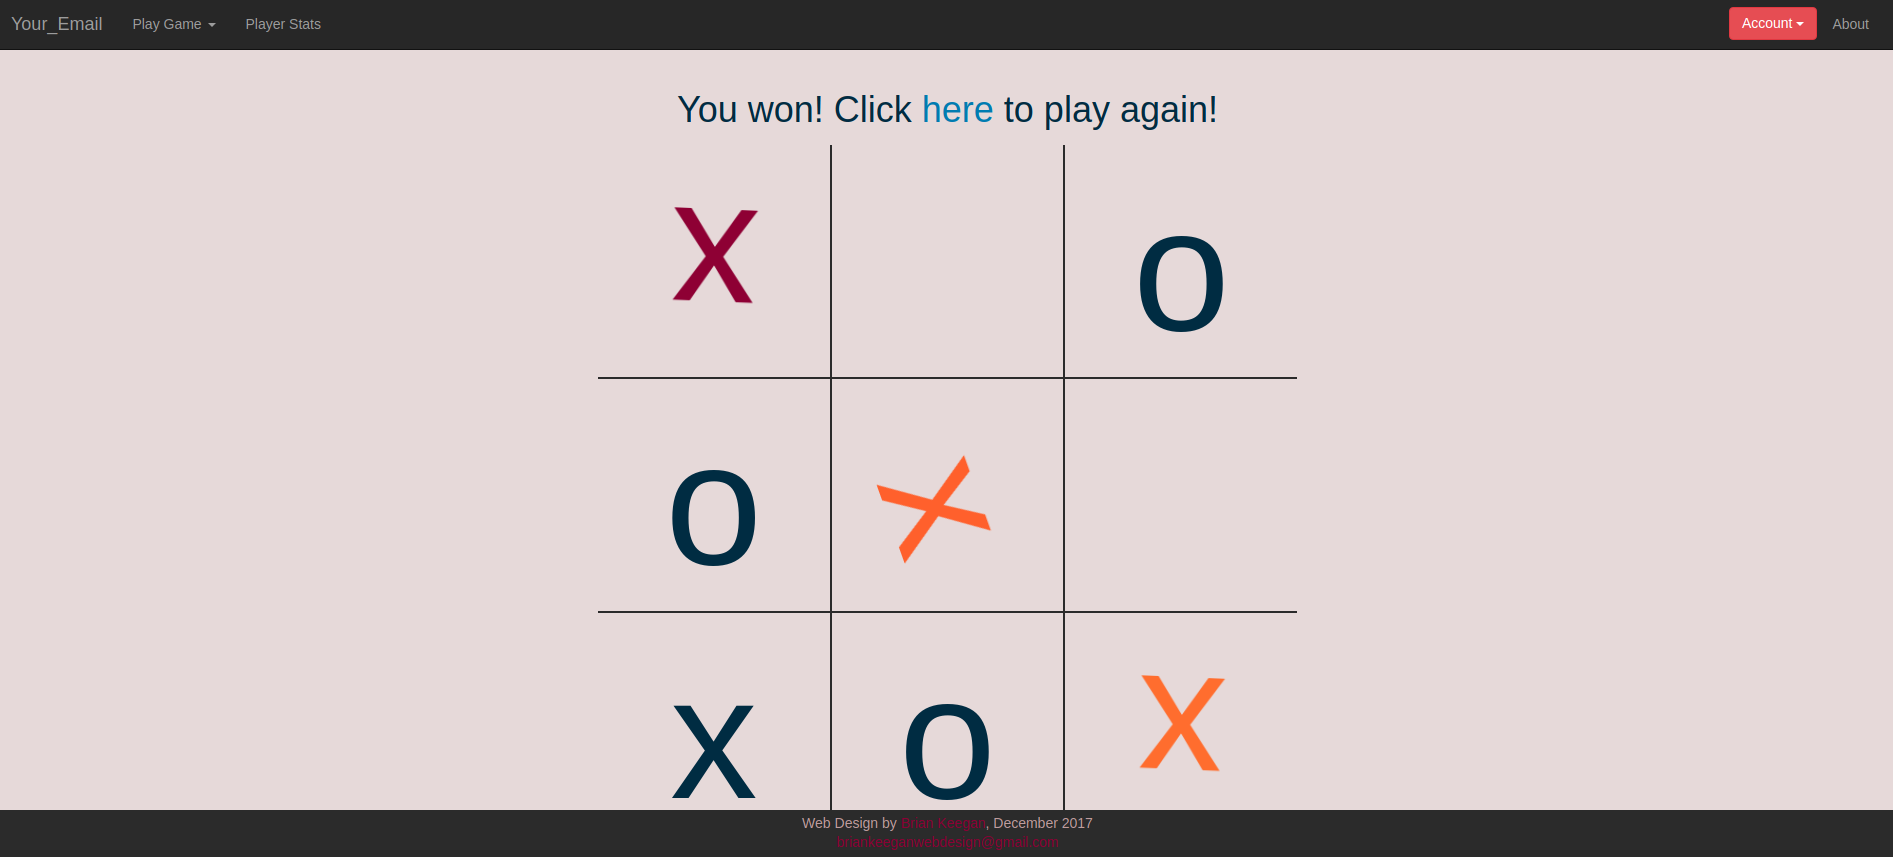 Your_Email Play Game Player Stats Account About
You won! Click here to play again!
X O
O X
X O X
Web Design by Brian Keegan, December 2017
briankeeganwebdesign@gmail.com